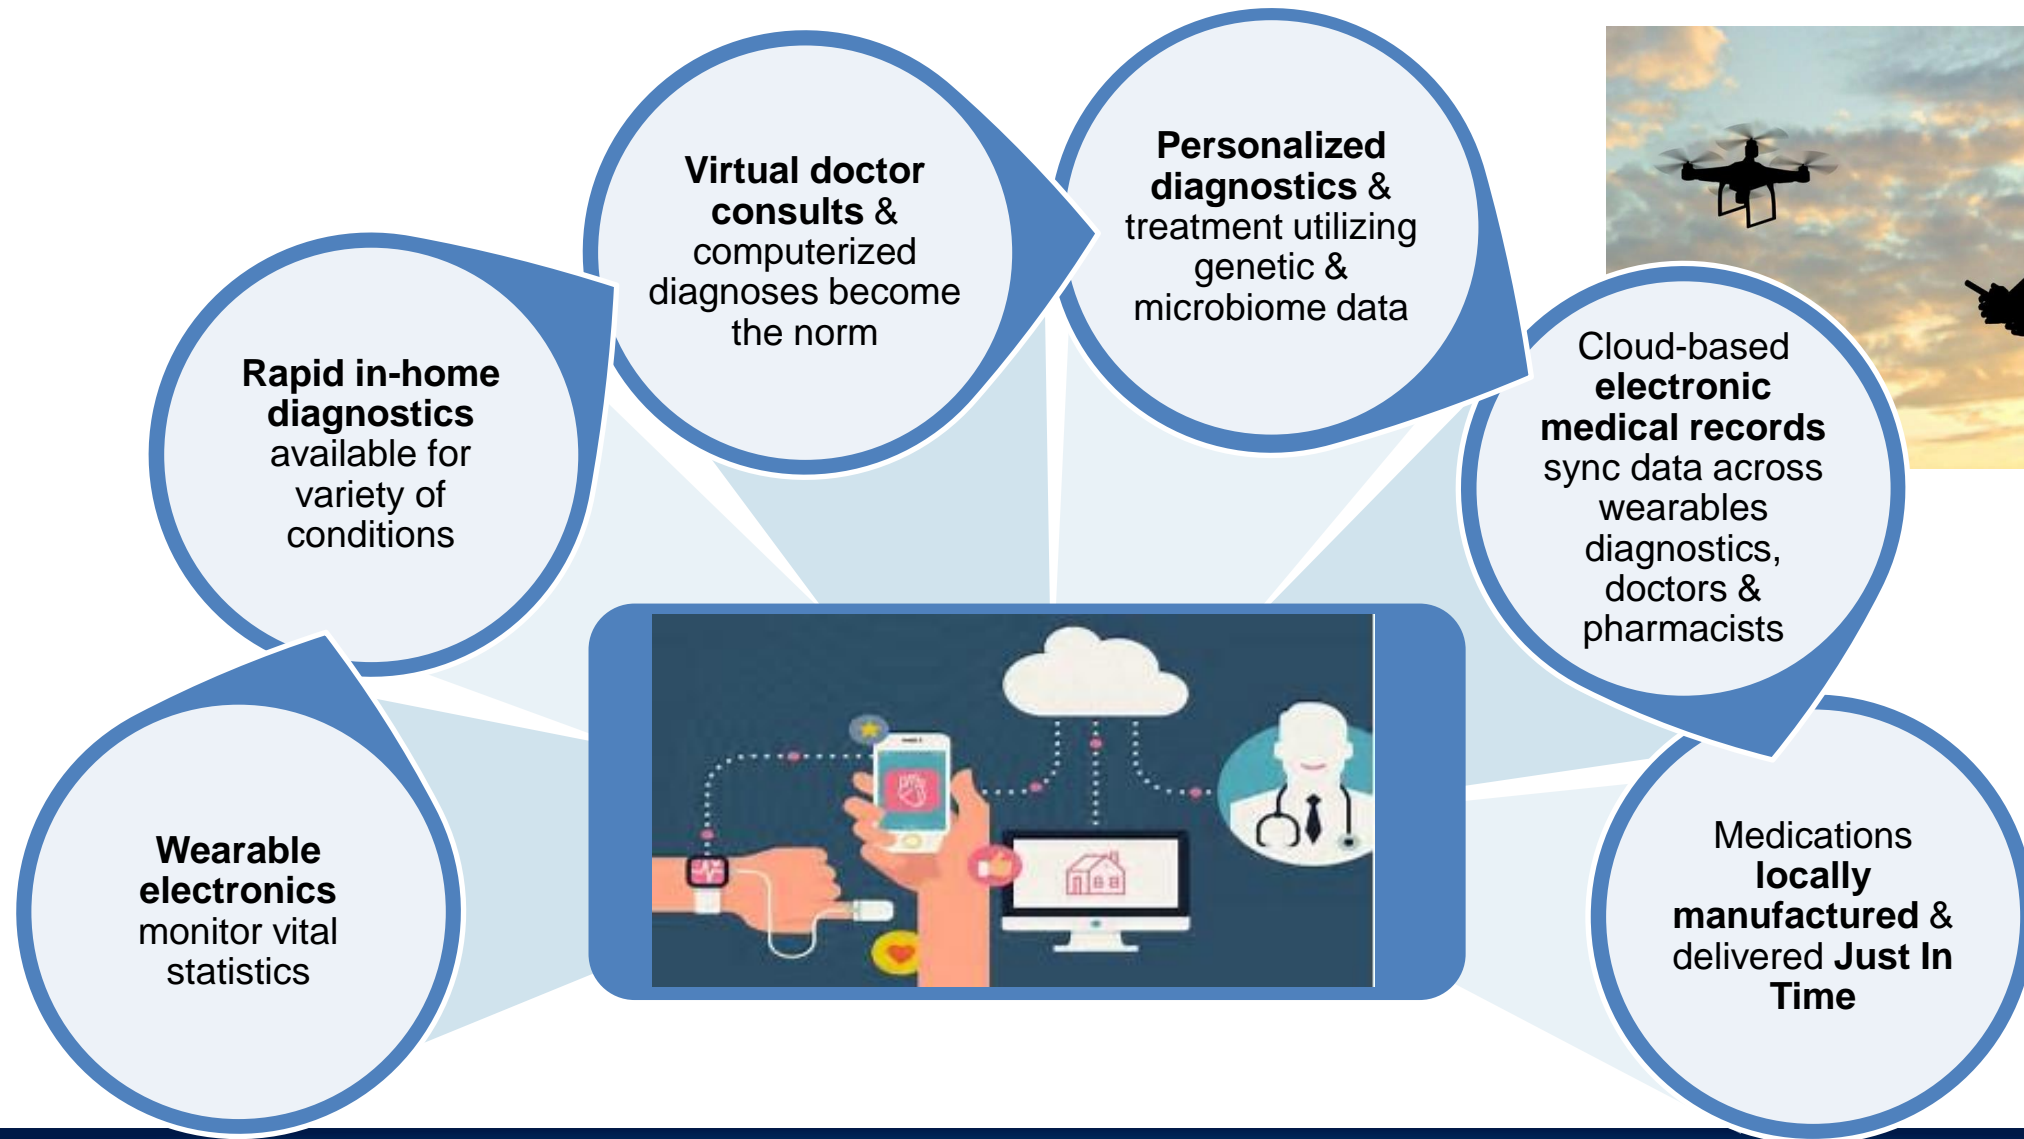 Wearable
electronics
monitor vital
statistics
Rapid in-home
diagnostics
available for
variety of
conditions
Virtual doctor
consults &
computerized
diagnoses become
the norm
Personalized
diagnostics &
treatment utilizing
genetic &
microbiome data
Cloud-based
electronic
medical records
sync data across
wearables
diagnostics,
doctors &
pharmacists
Medications
locally
manufactured &
delivered Just In
Time